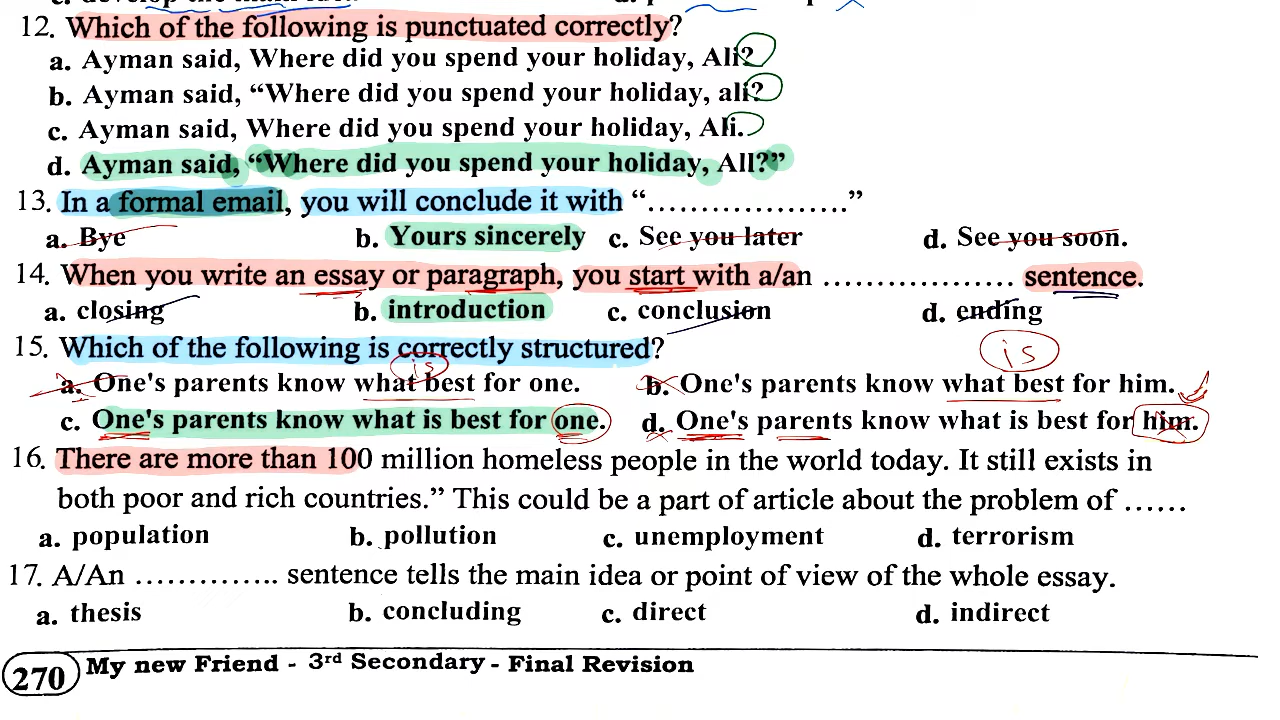 12. Which of the following is punctuated correctly?
a. Ayman said, Where did you spend your holiday, Ali?
b. Ayman said, “Where did you spend your holiday, ali?
c. Ayman said, Where did you spend your holiday, Ali.
d. Ayman said, “Where did you spend your holiday, All?”
13. In a formal email, you will conclude it with “....................”
a. Bye b. Yours sincerely c. See you later d. See you soon.
14. When you write an essay or paragraph, you start with a/an .................. sentence.
a. closing b. introduction c. conclusion d. ending
15. Which of the following is correctly structured?
is is
a. One's parents know what best for one. b. One's parents know what best for him.
c. One's parents know what is best for one. d. One's parents know what is best for him.
16. There are more than 100 million homeless people in the world today. It still exists in
both poor and rich countries.” This could be a part of article about the problem of ......
a. population b. pollution c. unemployment d. terrorism
17. A/An .............. sentence tells the main idea or point of view of the whole essay.
a. thesis b. concluding c. direct d. indirect
270 My new Friend - 3rd Secondary - Final Revision